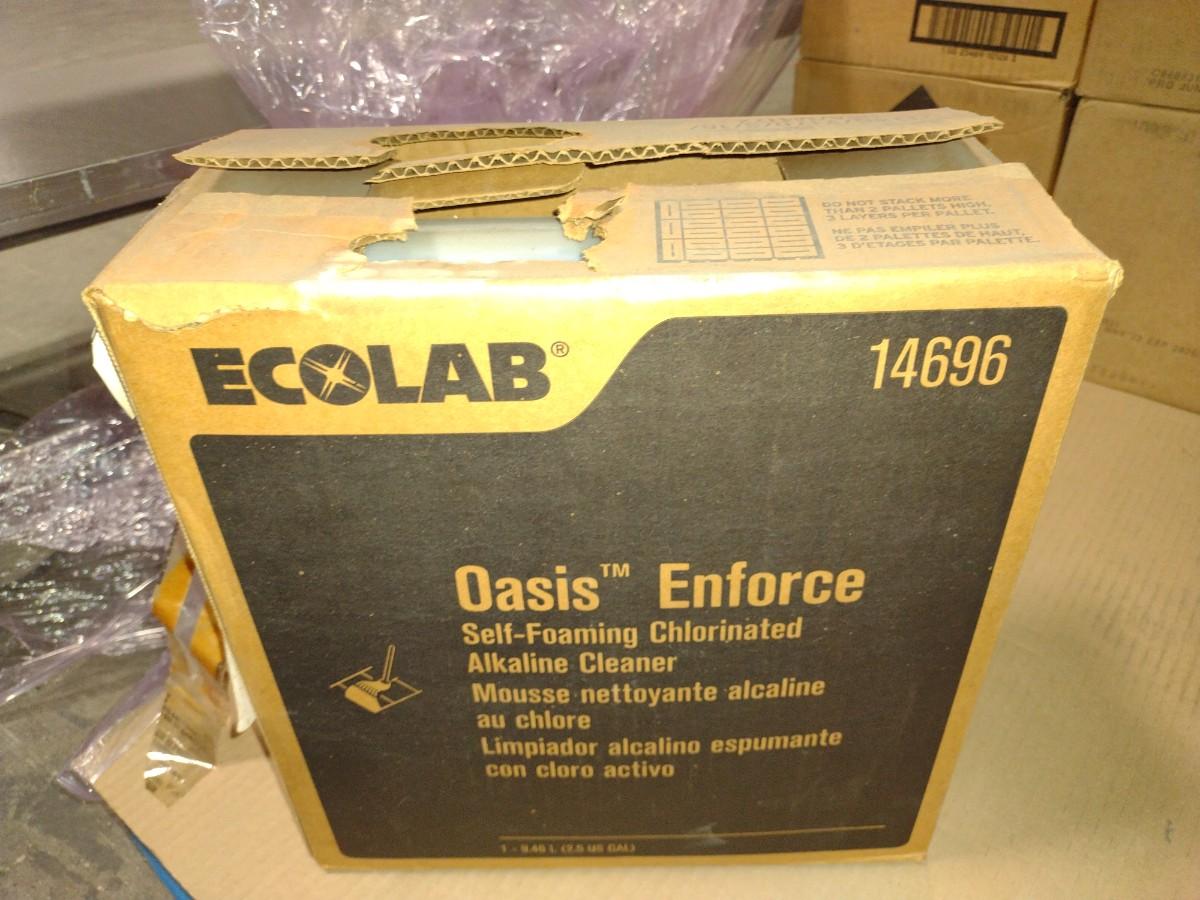 DO NOT STACK MORE
THAN 2 PALLETS HIGH,
3 LAYERS PER PALLET.
NE PAS EMPILER PLUS
DE 2 PALETTES DE HAUT,
3 D'ETAGES PAR PALETTE.
ECOLAB®
14696
Oasis™ Enforce
Self-Foaming Chlorinated
Alkaline Cleaner
Mousse nettoyante alcaline
au chlore
Limpiador alcalino espumante
con cloro activo
1 - 9.46 L (2.5 US GAL)